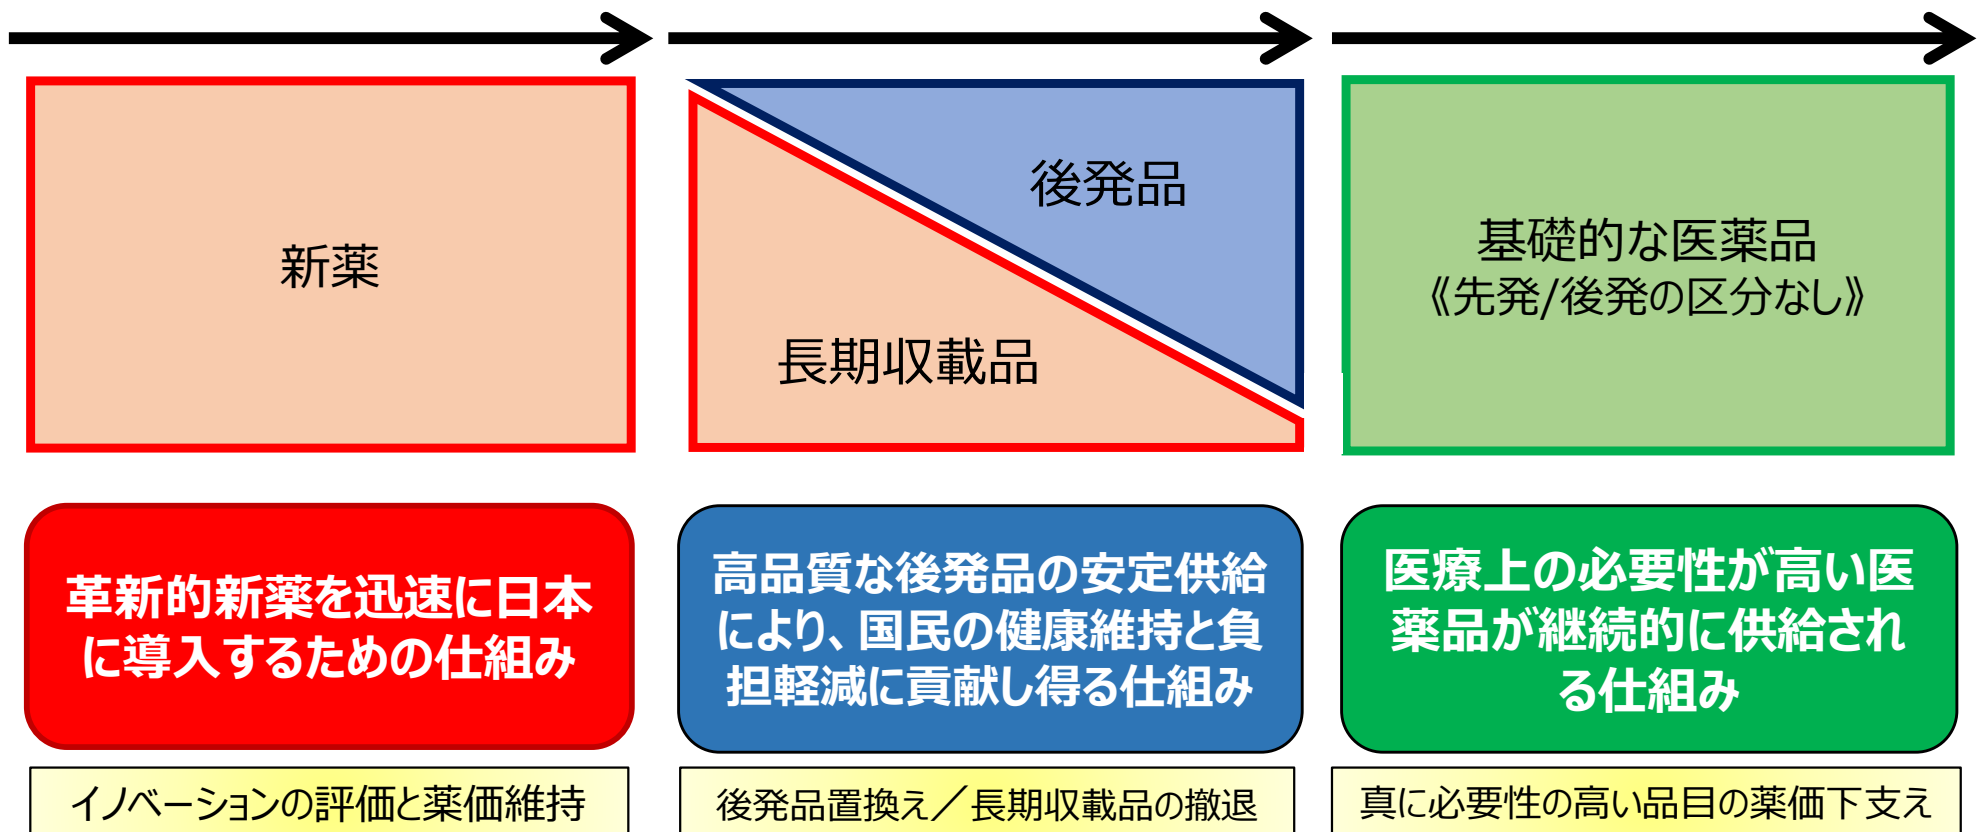 新薬
後発品
長期収載品
基礎的な医薬品
《先発/後発の区分なし》
革新的新薬を迅速に日本
に導入するための仕組み
高品質な後発品の安定供給
により、国民の健康維持と負
担軽減に貢献し得る仕組み
医療上の必要性が高い医
薬品が継続的に供給され
る仕組み
イノベーションの評価と薬価維持
後発品置換え／長期収載品の撤退
真に必要性の高い品目の薬価下支え